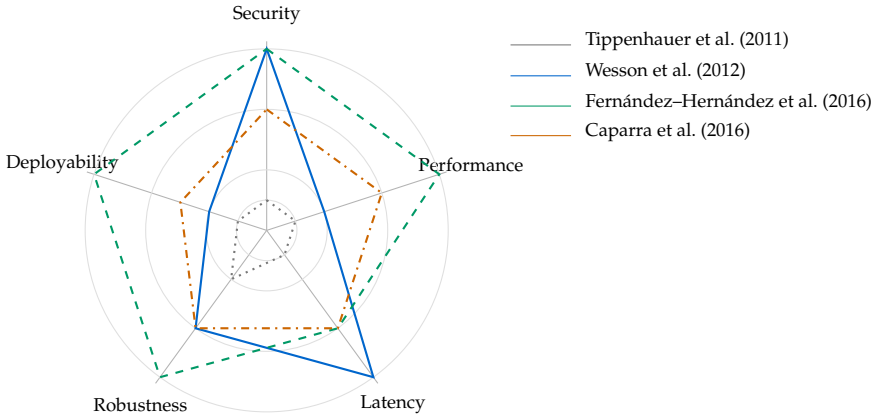 Security
Tippenhauer et al. (2011)
Wesson et al. (2012)
Fernández–Hernández et al. (2016)
Caparra et al. (2016)
Deployability
Performance
Robustness
Latency